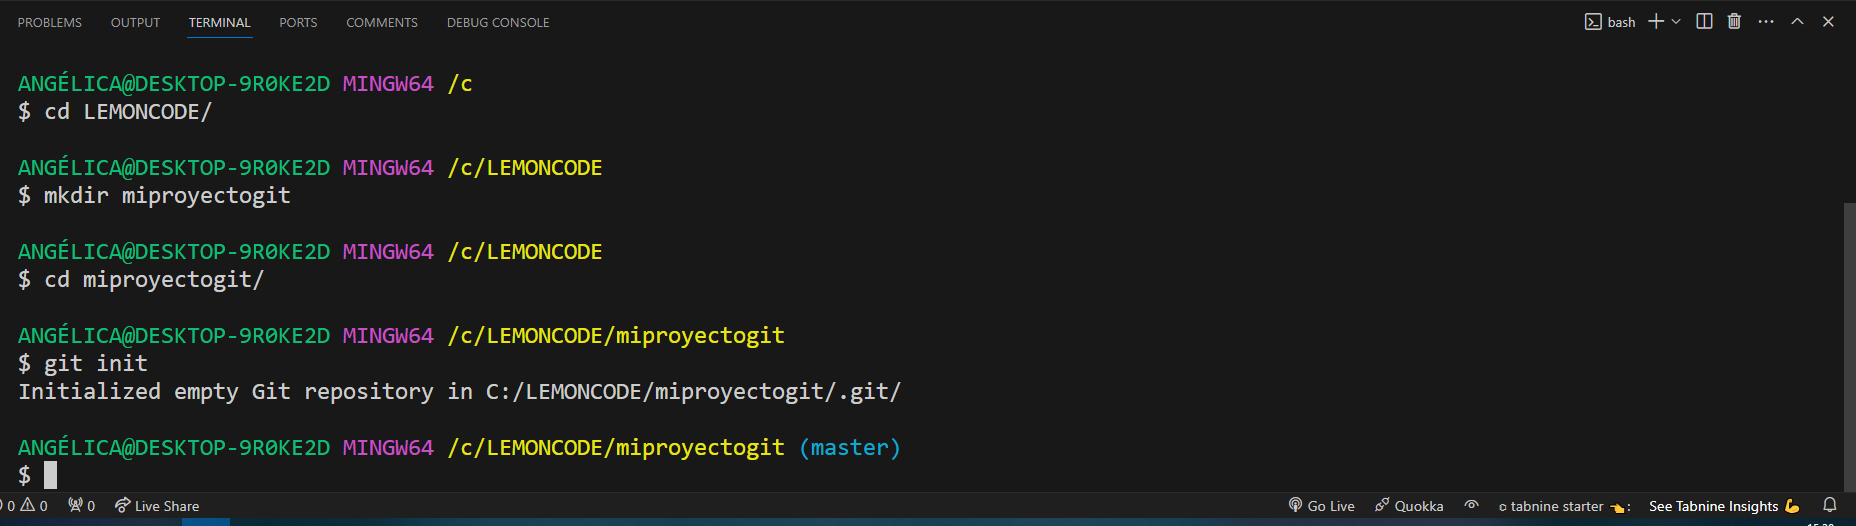 PROBLEMS OUTPUT TERMINAL PORTS COMMENTS DEBUG CONSOLE bash
ANGÉLICA@DESKTOP-9R0KE2D MINGW64 /c
$ cd LEMONCODE/
ANGÉLICA@DESKTOP-9R0KE2D MINGW64 /c/LEMONCODE
$ mkdir miproyectogit
ANGÉLICA@DESKTOP-9R0KE2D MINGW64 /c/LEMONCODE
$ cd miproyectogit/
ANGÉLICA@DESKTOP-9R0KE2D MINGW64 /c/LEMONCODE/miproyectogit
$ git init
Initialized empty Git repository in C:/LEMONCODE/miproyectogit/.git/
ANGÉLICA@DESKTOP-9R0KE2D MINGW64 /c/LEMONCODE/miproyectogit (master)
$
0 0 0 Live Share Go Live Quokka tabnine starter : See Tabnine Insights